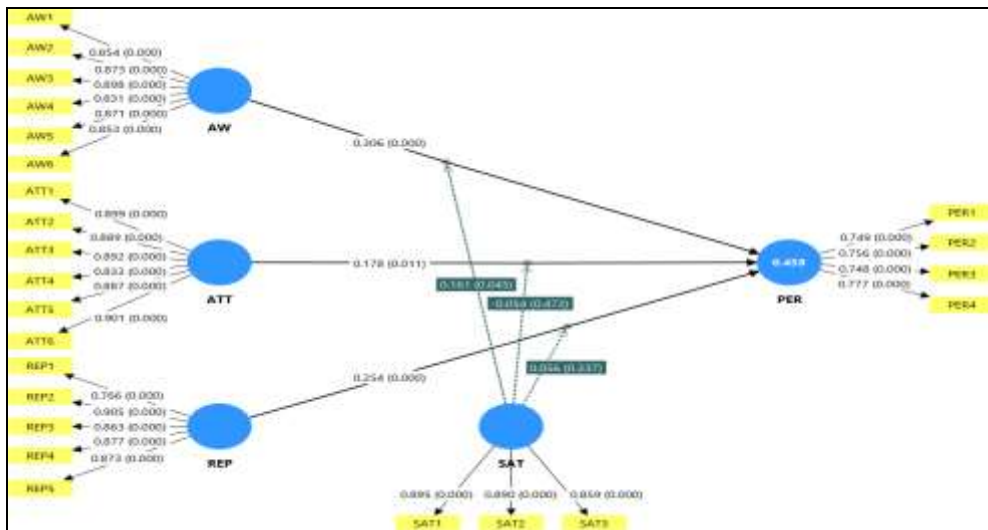 AW1
AW2
AW3
AW4
AW5
AW6
0.854 (0.000)
0.873 (0.000)
0.898 (0.000)
0.831 (0.000)
0.871 (0.000)
0.853 (0.000)
AW
0.306 (0.000)
ATT1
ATT2
ATT3
ATT4
ATT5
ATT6
0.899 (0.000)
0.889 (0.000)
0.892 (0.000)
0.833 (0.000)
0.887 (0.000)
0.901 (0.000)
ATT
0.178 (0.011)
REP1
REP2
REP3
REP4
REP5
0.766 (0.000)
0.905 (0.000)
0.863 (0.000)
0.877 (0.000)
0.873 (0.000)
REP
0.254 (0.000)
0.161 (0.045)
PER
PER1
PER2
PER3
PER4
0.749 (0.000)
0.756 (0.000)
0.748 (0.000)
0.777 (0.000)
SAT
0.895 (0.000)
0.890 (0.000)
0.859 (0.000)
SAT1
SAT2
SAT3